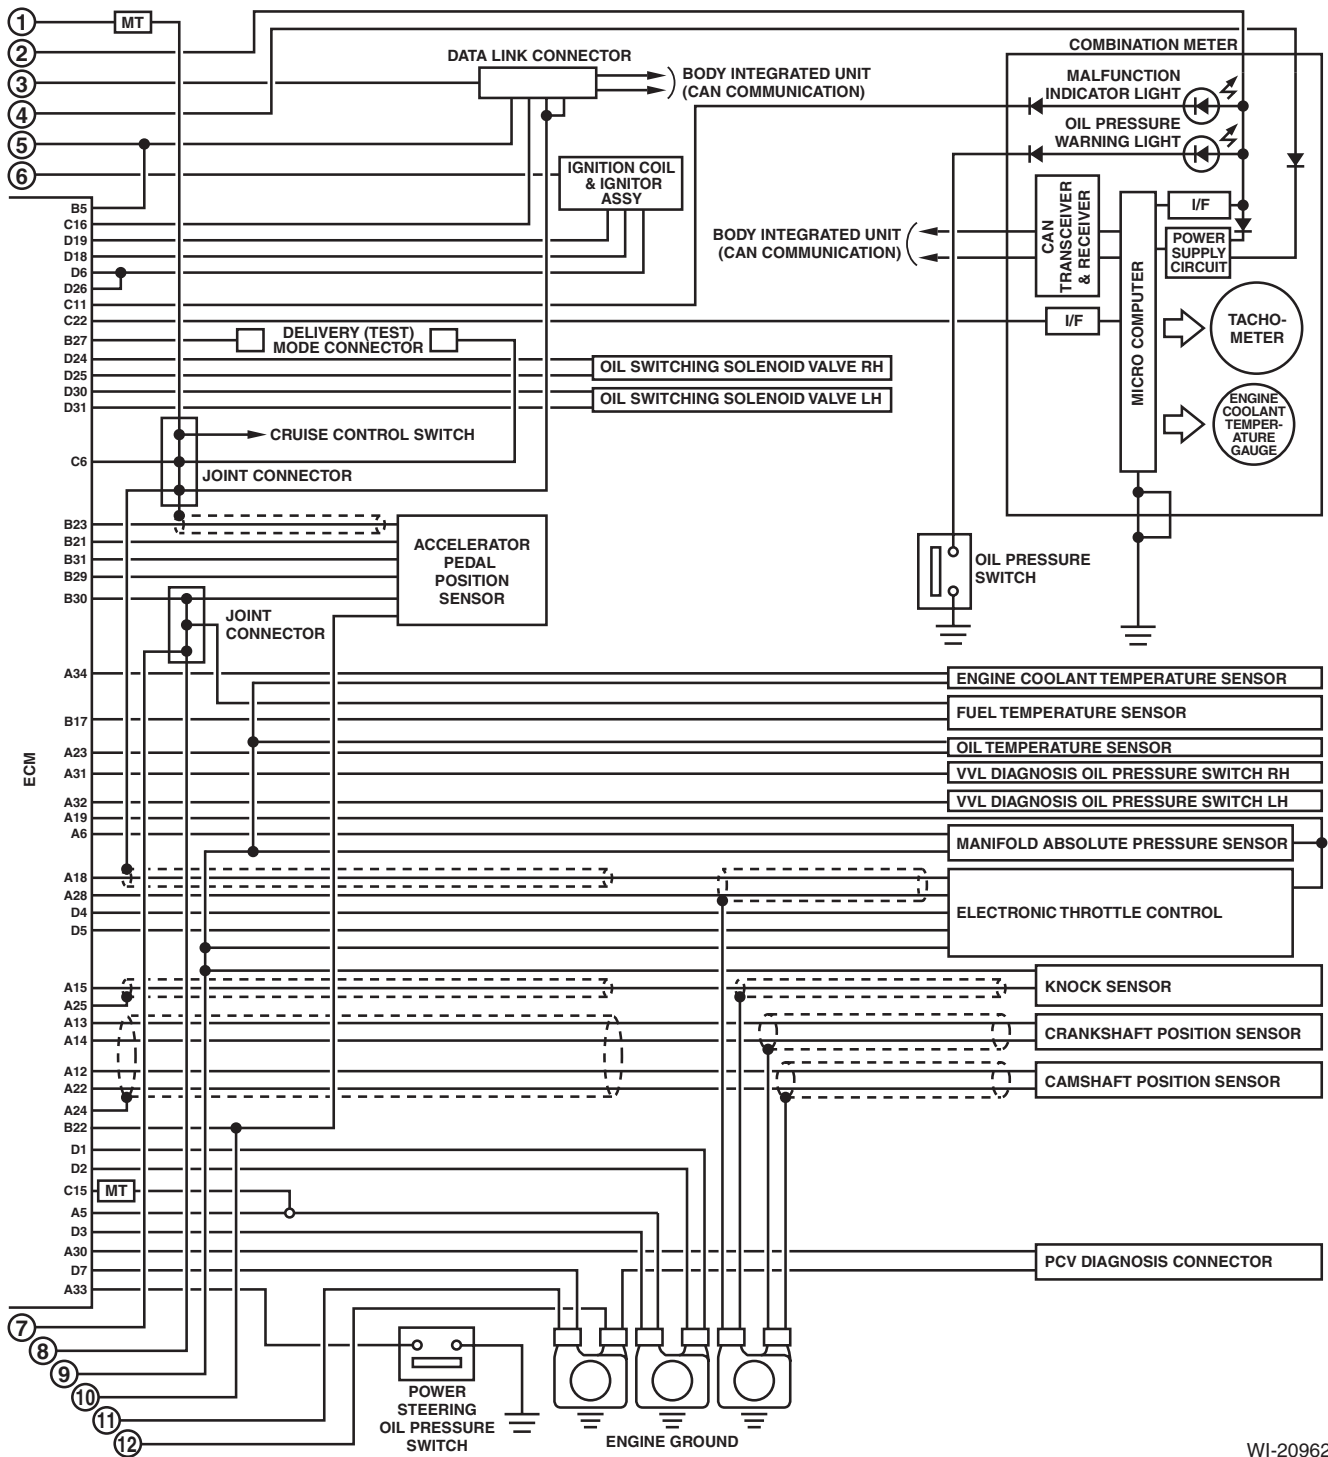 1
MT
2
3
4
5
6
DATA LINK CONNECTOR
BODY INTEGRATED UNIT
(CAN COMMUNICATION)
COMBINATION METER
MALFUNCTION
INDICATOR LIGHT
OIL PRESSURE
WARNING LIGHT
IGNITION COIL
& IGNITOR
ASSY
BODY INTEGRATED UNIT
(CAN COMMUNICATION)
CAN
TRANSCEIVER
& RECEIVER
MICRO COMPUTER
I/F
POWER
SUPPLY
CIRCUIT
I/F
TACHO-
METER
ENGINE
COOLANT
TEMPER-
ATURE
GAUGE
B5
C16
D19
D18
D6
D26
C11
C22
B27
DELIVERY (TEST)
MODE CONNECTOR
D24
D25
OIL SWITCHING SOLENOID VALVE RH
D30
D31
OIL SWITCHING SOLENOID VALVE LH
CRUISE CONTROL SWITCH
C6
JOINT CONNECTOR
B23
B21
B31
B29
B30
ACCELERATOR
PEDAL
POSITION
SENSOR
OIL PRESSURE
SWITCH
JOINT
CONNECTOR
A34
ENGINE COOLANT TEMPERATURE SENSOR
B17
FUEL TEMPERATURE SENSOR
A23
OIL TEMPERATURE SENSOR
ECM
A31
VVL DIAGNOSIS OIL PRESSURE SWITCH RH
A32
VVL DIAGNOSIS OIL PRESSURE SWITCH LH
A19
A6
MANIFOLD ABSOLUTE PRESSURE SENSOR
A18
A28
D4
D5
ELECTRONIC THROTTLE CONTROL
A15
KNOCK SENSOR
A25
A13
A14
CRANKSHAFT POSITION SENSOR
A12
A22
CAMSHAFT POSITION SENSOR
A24
B22
D1
D2
C15
MT
A5
D3
A30
PCV DIAGNOSIS CONNECTOR
D7
A33
7
8
9
10
11
12
POWER
STEERING
OIL PRESSURE
SWITCH
ENGINE GROUND
WI-20962